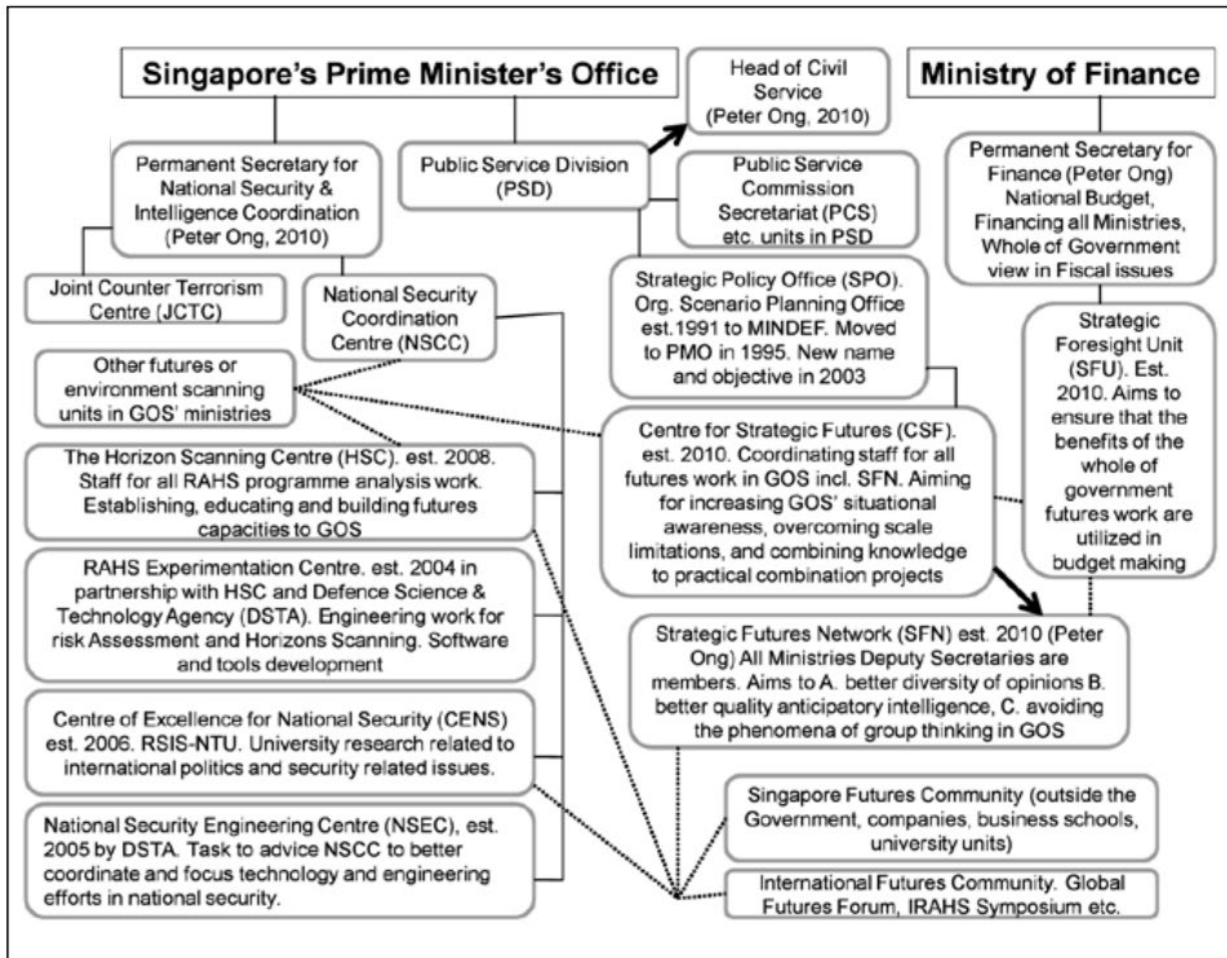 Singapore's Prime Minister's Office
Head of Civil
Service
(Peter Ong, 2010)
Ministry of Finance
Permanent Secretary for
National Security &
Intelligence Coordination
(Peter Ong, 2010)
Public Service Division
(PSD)
Public Service
Commission
Secretariat (PCS)
etc. units in PSD
Permanent Secretary for
Finance (Peter Ong)
National Budget,
Financing all Ministries,
Whole of Government
view in Fiscal issues
Joint Counter Terrorism
Centre (JCTC)
National Security
Coordination
Centre (NSCC)
Strategic Policy Office (SPO).
Org. Scenario Planning Office
est.1991 to MINDEF. Moved
to PMO in 1995. New name
and objective in 2003
Strategic
Foresight Unit
(SFU). Est.
2010. Aims to
ensure that the
benefits of the
whole of
government
futures work are
utilized in
budget making
Other futures or
environment scanning
units in GOS' ministries
Centre for Strategic Futures (CSF).
est. 2010. Coordinating staff for all
futures work in GOS incl. SFN. Aiming
for increasing GOS' situational
awareness, overcoming scale
limitations, and combining knowledge
to practical combination projects
The Horizon Scanning Centre (HSC). est. 2008.
Staff for all RAHS programme analysis work.
Establishing, educating and building futures
capacities to GOS
RAHS Experimentation Centre. est. 2004 in
partnership with HSC and Defence Science &
Technology Agency (DSTA). Engineering work for
risk Assessment and Horizons Scanning. Software
and tools development
Strategic Futures Network (SFN) est. 2010 (Peter
Ong) All Ministries Deputy Secretaries are
members. Aims to A. better diversity of opinions B.
better quality anticipatory intelligence, C. avoiding
the phenomena of group thinking in GOS
Centre of Excellence for National Security (CENS)
est. 2006. RSIS-NTU. University research related to
international politics and security related issues.
Singapore Futures Community (outside the
Government, companies, business schools,
university units)
National Security Engineering Centre (NSEC), est.
2005 by DSTA. Task to advice NSCC to better
coordinate and focus technology and engineering
efforts in national security.
International Futures Community. Global
Futures Forum, IRAHS Symposium etc.